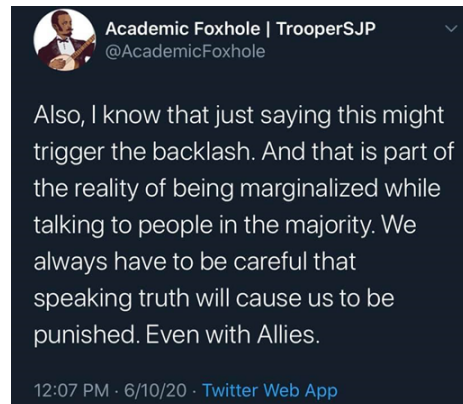 Academic Foxhole | TrooperSJP
@AcademicFoxhole
Also, I know that just saying this might
trigger the backlash. And that is part of
the reality of being marginalized while
talking to people in the majority. We
always have to be careful that
speaking truth will cause us to be
punished. Even with Allies.
12:07 PM · 6/10/20 · Twitter Web App